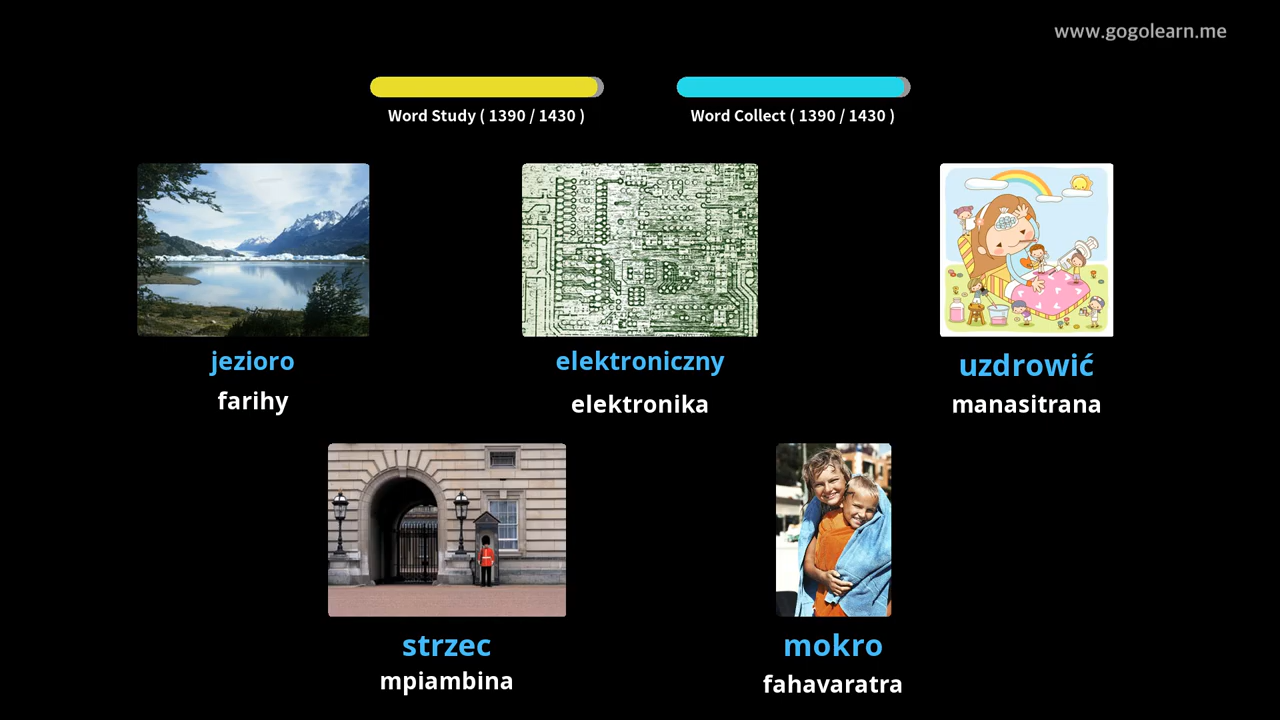 www.gogolearn.me
Word Study ( 1390 / 1430 )
Word Collect ( 1390 / 1430 )
jezioro
farihy
elektroniczny
elektronika
uzdrowić
manasitrana
strzec
mpiambina
mokro
fahavaratra